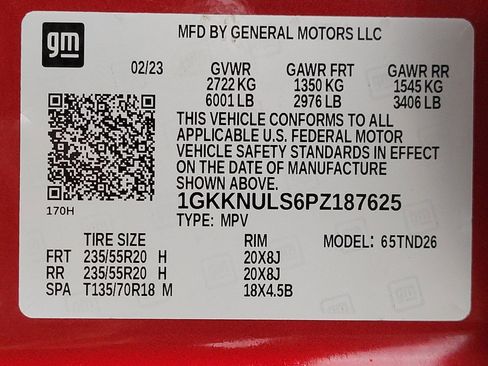 gm
MFD BY GENERAL MOTORS LLC
02/23 GVWR GAWR FRT GAWR RR
2722 KG 1350 KG 1545 KG
6001 LB 2976 LB 3406 LB
THIS VEHICLE CONFORMS TO ALL
APPLICABLE U.S. FEDERAL MOTOR
VEHICLE SAFETY STANDARDS IN EFFECT
ON THE DATE OF MANUFACTURE
SHOWN ABOVE.
1GKKNULS6PZ187625
170H
TYPE: MPV
TIRE SIZE RIM MODEL: 65TND26
FRT 235/55R20 H 20X8J
RR 235/55R20 H 20X8J
SPA T135/70R18 M 18X4.5B